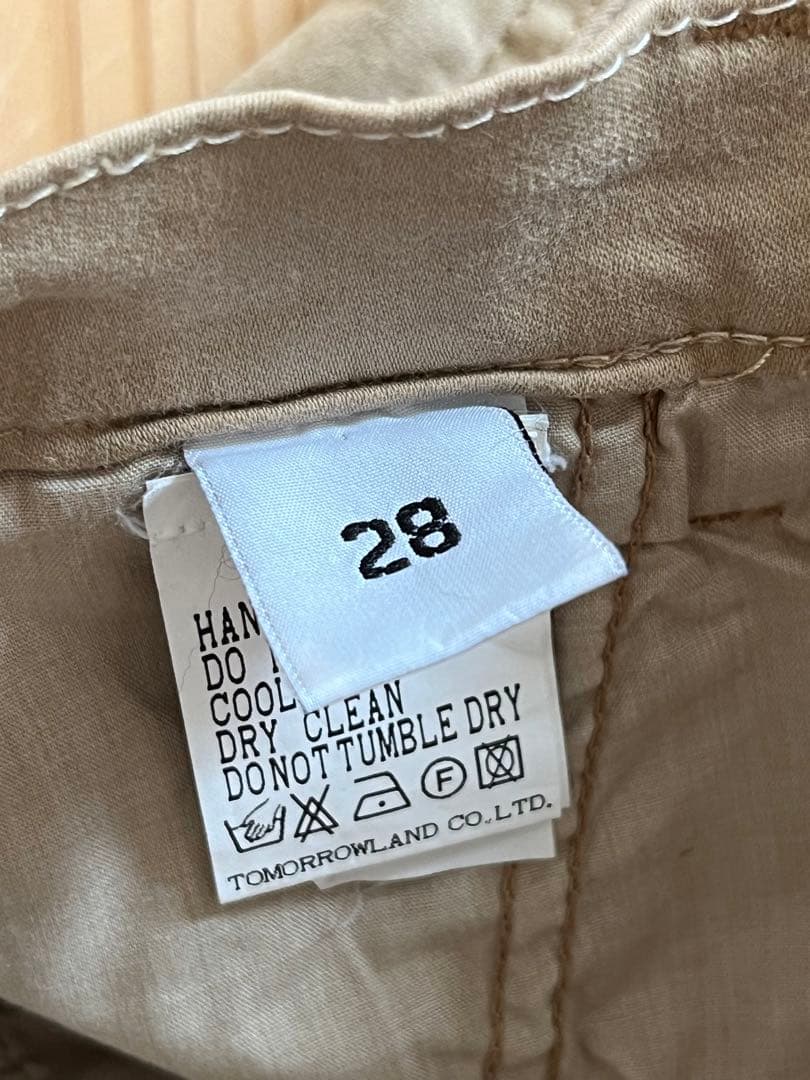 28
HAN
DO
COOL
DRY CLEAN
DO NOT TUMBLE DRY
F
TOMORROWLAND CO.,LTD.